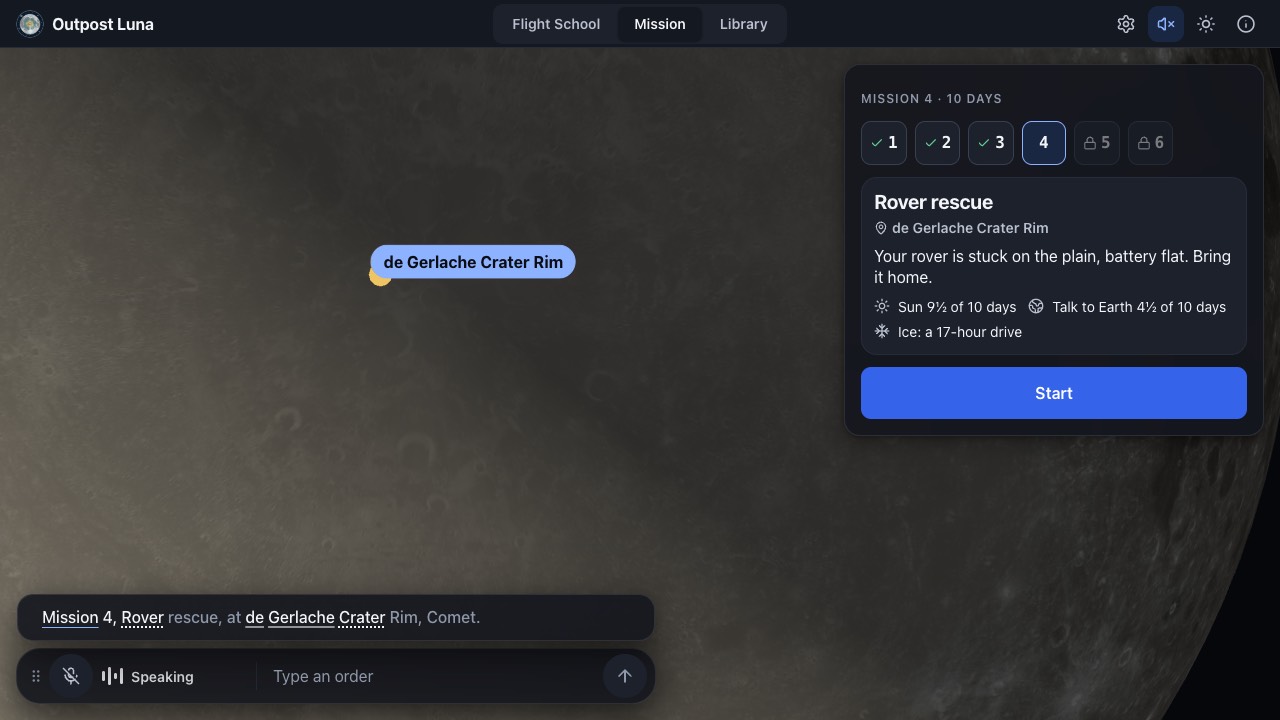 Outpost Luna
Flight School
Mission
Library
MISSION 4 · 10 DAYS
1
2
3
4
5
6
Rover rescue
de Gerlache Crater Rim
Your rover is stuck on the plain, battery flat. Bring
it home.
Sun 9½ of 10 days
Talk to Earth 4½ of 10 days
Ice: a 17-hour drive
Start
de Gerlache Crater Rim
Mission 4, Rover rescue, at de Gerlache Crater Rim, Comet.
Speaking
Type an order